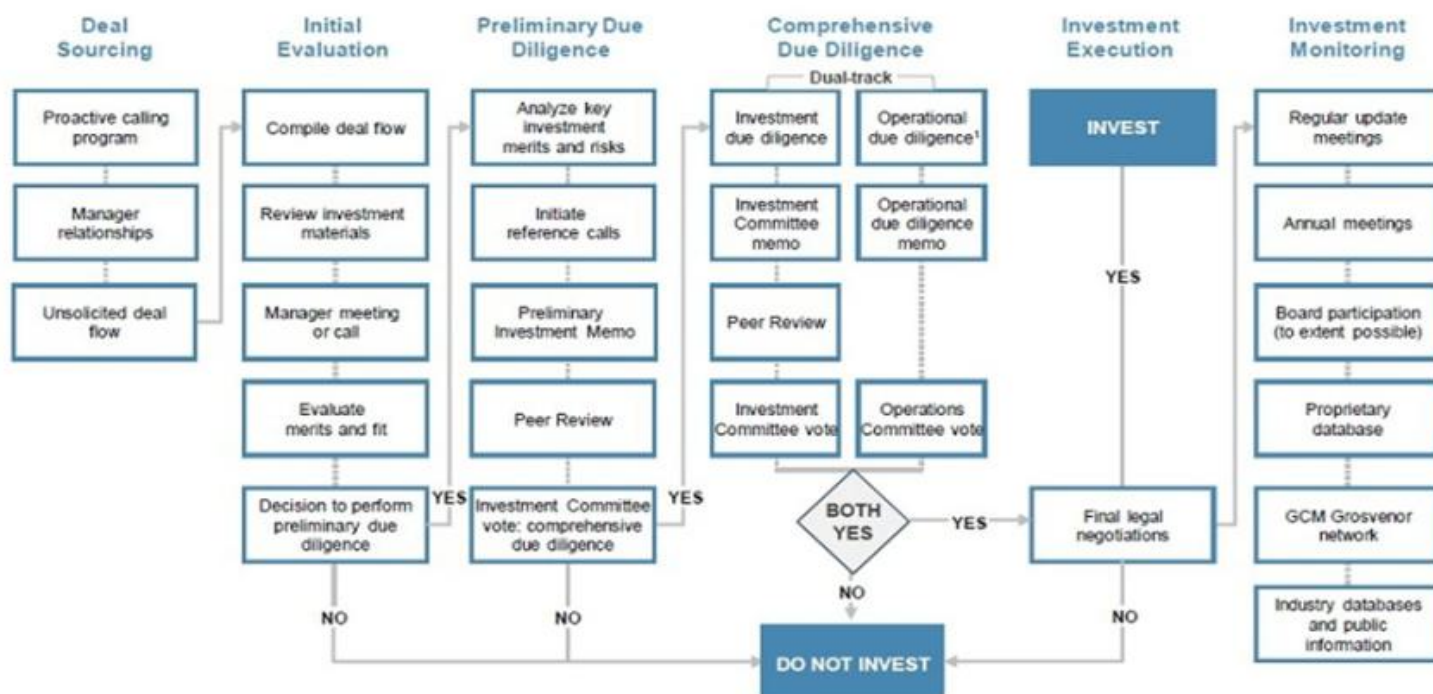 Deal
Sourcing
Initial
Evaluation
Preliminary Due
Diligence
Comprehensive
Due Diligence
Investment
Execution
Investment
Monitoring
Dual-track
Proactive calling
program
Manager
relationships
Unsolicited deal
flow
Compile deal flow
Review investment
materials
Manager meeting
or call
Evaluate
merits and fit
Decision to perform
preliminary due
diligence
YES
NO
Analyze key
investment
merits and risks
Initiate
reference calls
Preliminary
Investment Memo
Peer Review
Investment Committee
vote: comprehensive
due diligence
YES
NO
Investment
due diligence
Investment
Committee
memo
Peer Review
Investment
Committee vote
Operational
due diligence¹
Operational
due diligence
memo
Operations
Committee vote
BOTH
YES
YES
NO
DO NOT INVEST
INVEST
YES
Final legal
negotiations
NO
Regular update
meetings
Annual meetings
Board participation
(to extent possible)
Proprietary
database
GCM Grosvenor
network
Industry databases
and public
information